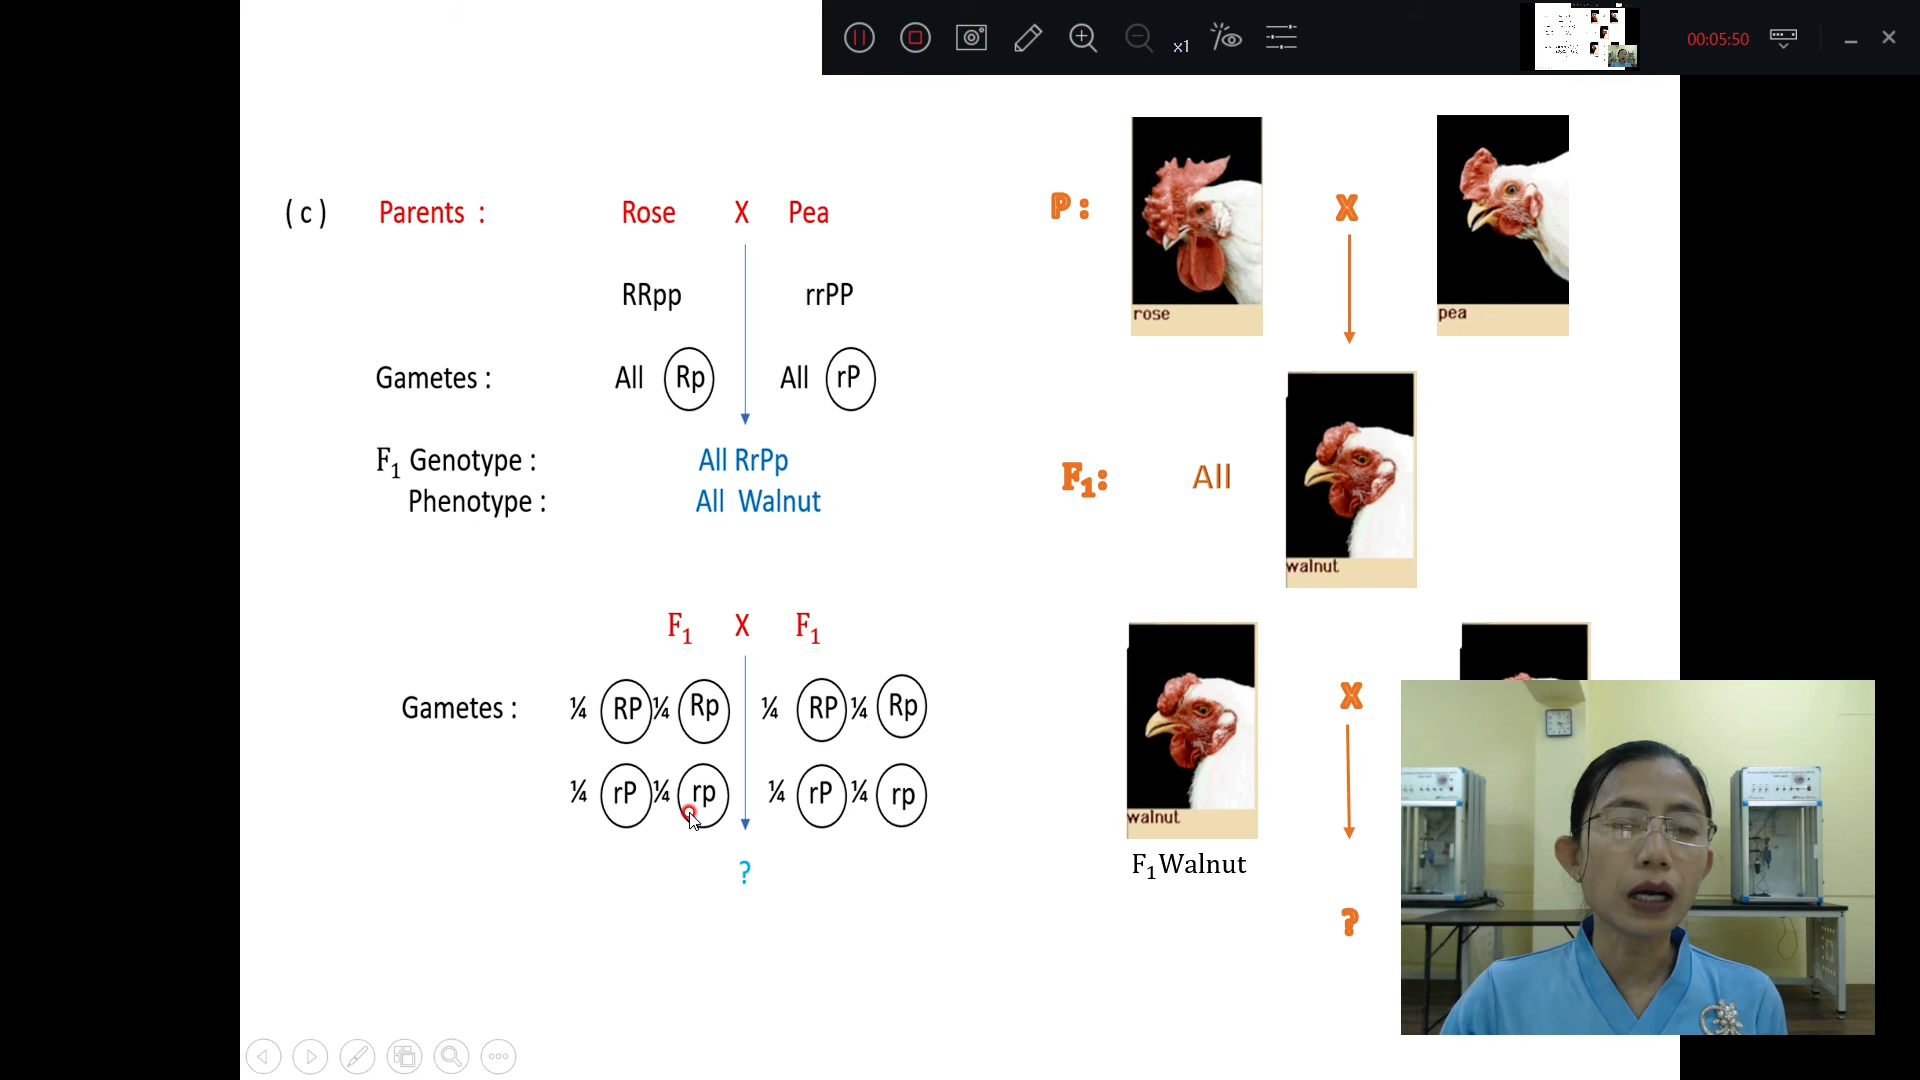 x1
00:05:50
( c ) Parents : Rose X Pea
RRpp rrPP
Gametes : All Rp All rP
F₁ Genotype : All RrPp
Phenotype : All Walnut
F₁ X F₁
Gametes : ¼ RP ¼ Rp ¼ RP ¼ Rp
¼ rP ¼ rp ¼ rP ¼ rp
?
P : X
rose pea
F₁: All
walnut
X
walnut
F₁Walnut
?